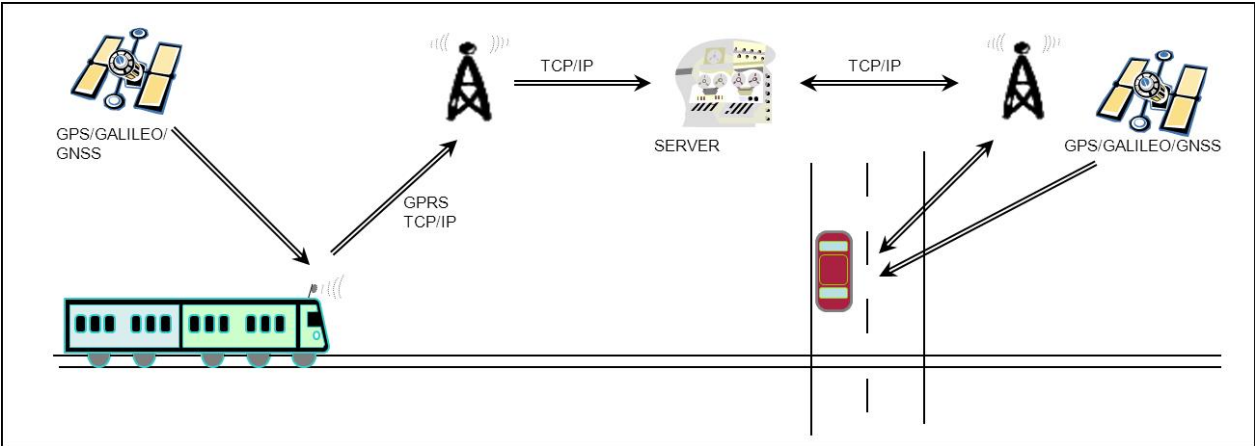 TCP/IP
TCP/IP
GPS/GALILEO/
GNSS
SERVER
GPS/GALILEO/GNSS
GPRS
TCP/IP